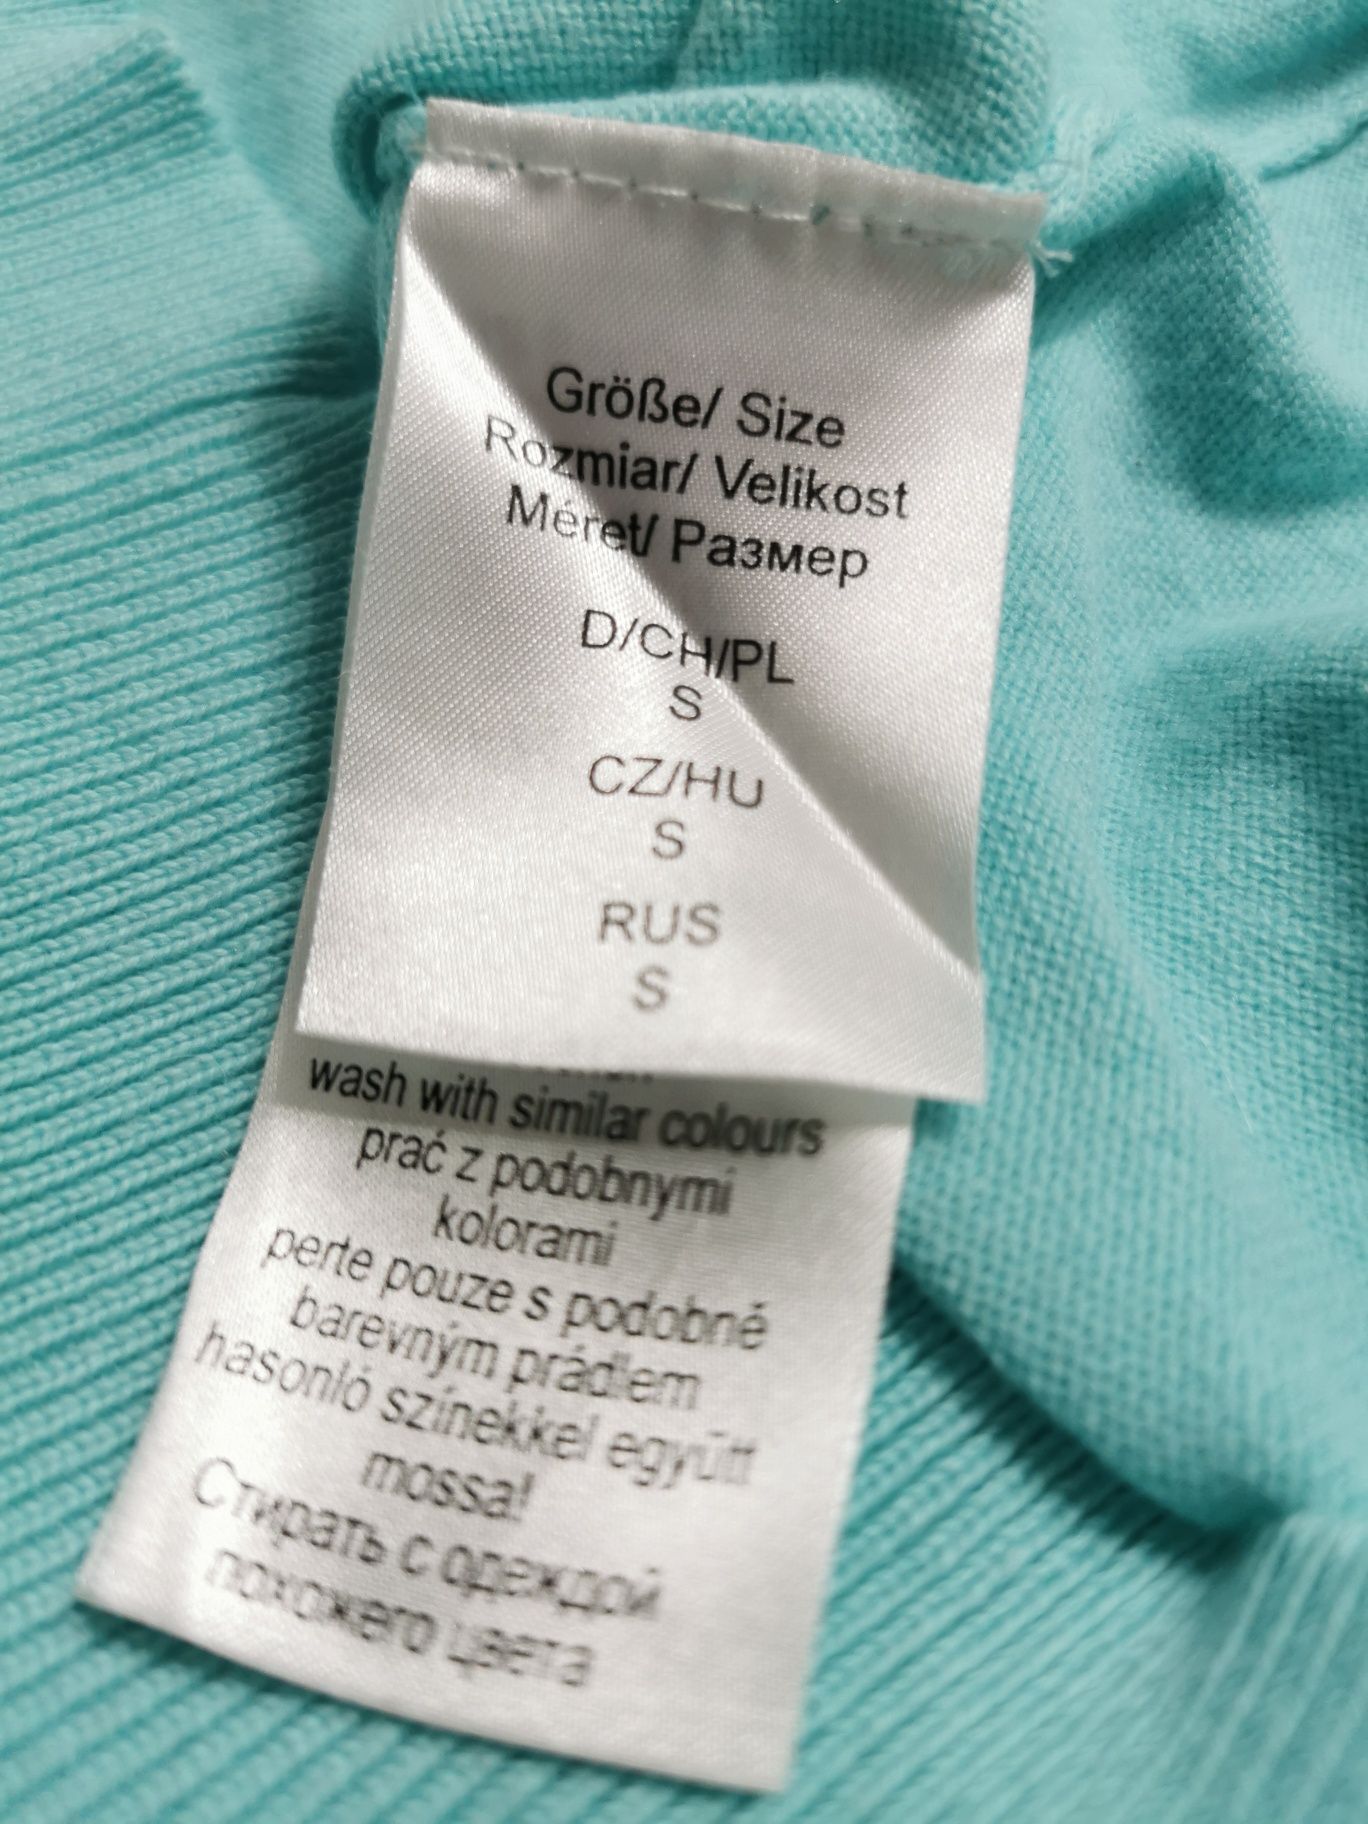 Größe/ Size
Rozmiar/ Velikost
Méret/ Размер
D/CH/PL
S
CZ/HU
S
RUS
S
wash with similar colours
prać z podobnymi
kolorami
perte pouze s podobně
barevným prádlem
hasonló színekkel együtt
mossa!
Стирать с одеждой
похожего цвета